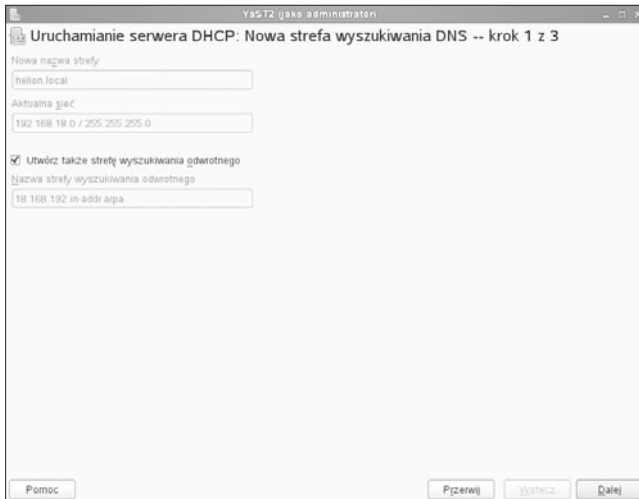 YaST2 (jako administrator)
Uruchamianie serwera DHCP: Nowa strefa wyszukiwania DNS -- krok 1 z 3
Nowa nazwa strefy
helion.local
Aktualna sieć
192.168.18.0 / 255.255.255.0
Utwórz także strefę wyszukiwania odwrotnego
Nazwa strefy wyszukiwania odwrotnego
18.168.192.in-addr.arpa
Pomoc
Przerwij
Wstecz
Dalej